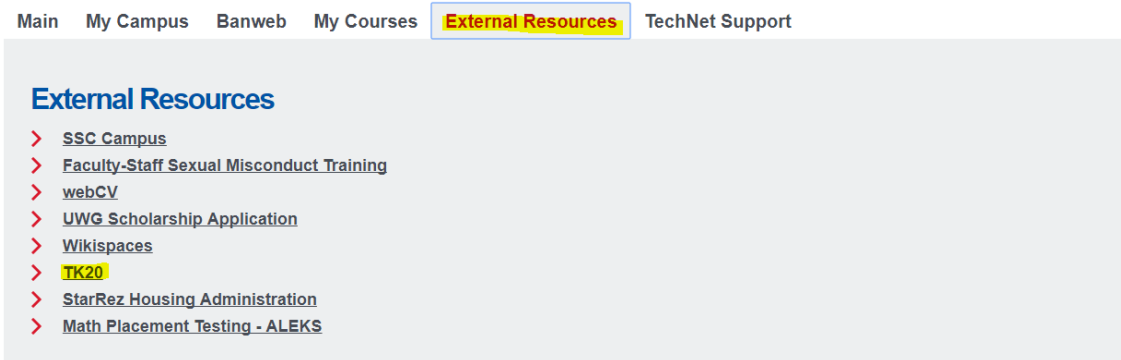 Main My Campus Banweb My Courses External Resources TechNet Support
External Resources
SSC Campus
Faculty-Staff Sexual Misconduct Training
webCV
UWG Scholarship Application
Wikispaces
TK20
StarRez Housing Administration
Math Placement Testing - ALEKS